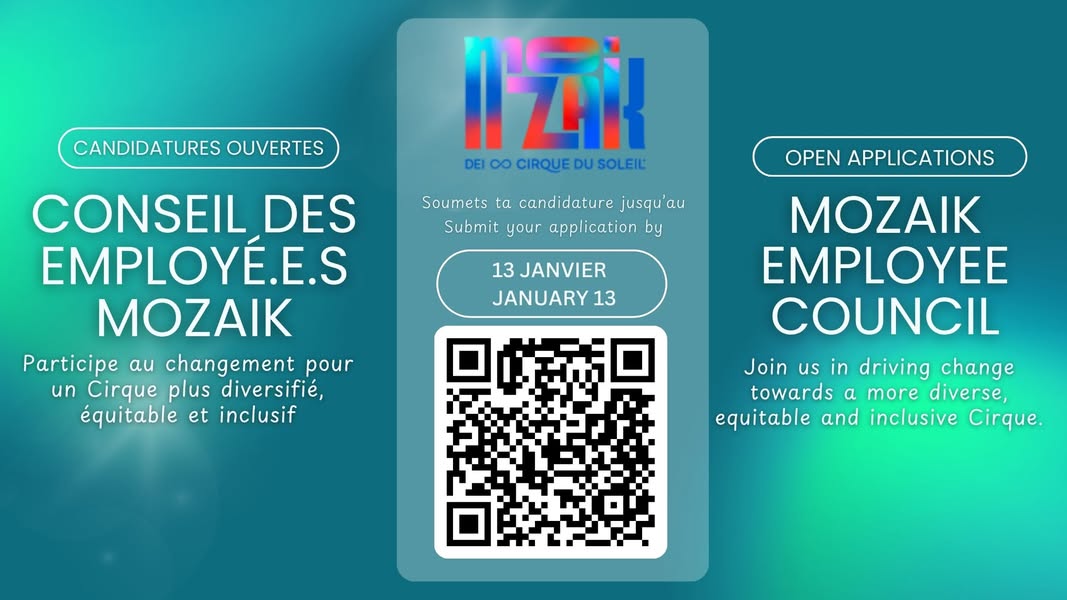 CANDIDATURES OUVERTES
CONSEIL DES
EMPLOYÉ.E.S
MOZAIK
Participe au changement pour
un Cirque plus diversifié,
équitable et inclusif
MOZAIK
DEI ∞ CIRQUE DU SOLEIL
Soumets ta candidature jusqu'au
Submit your application by
13 JANVIER
JANUARY 13
OPEN APPLICATIONS
MOZAIK
EMPLOYEE
COUNCIL
Join us in driving change
towards a more diverse,
equitable and inclusive Cirque.